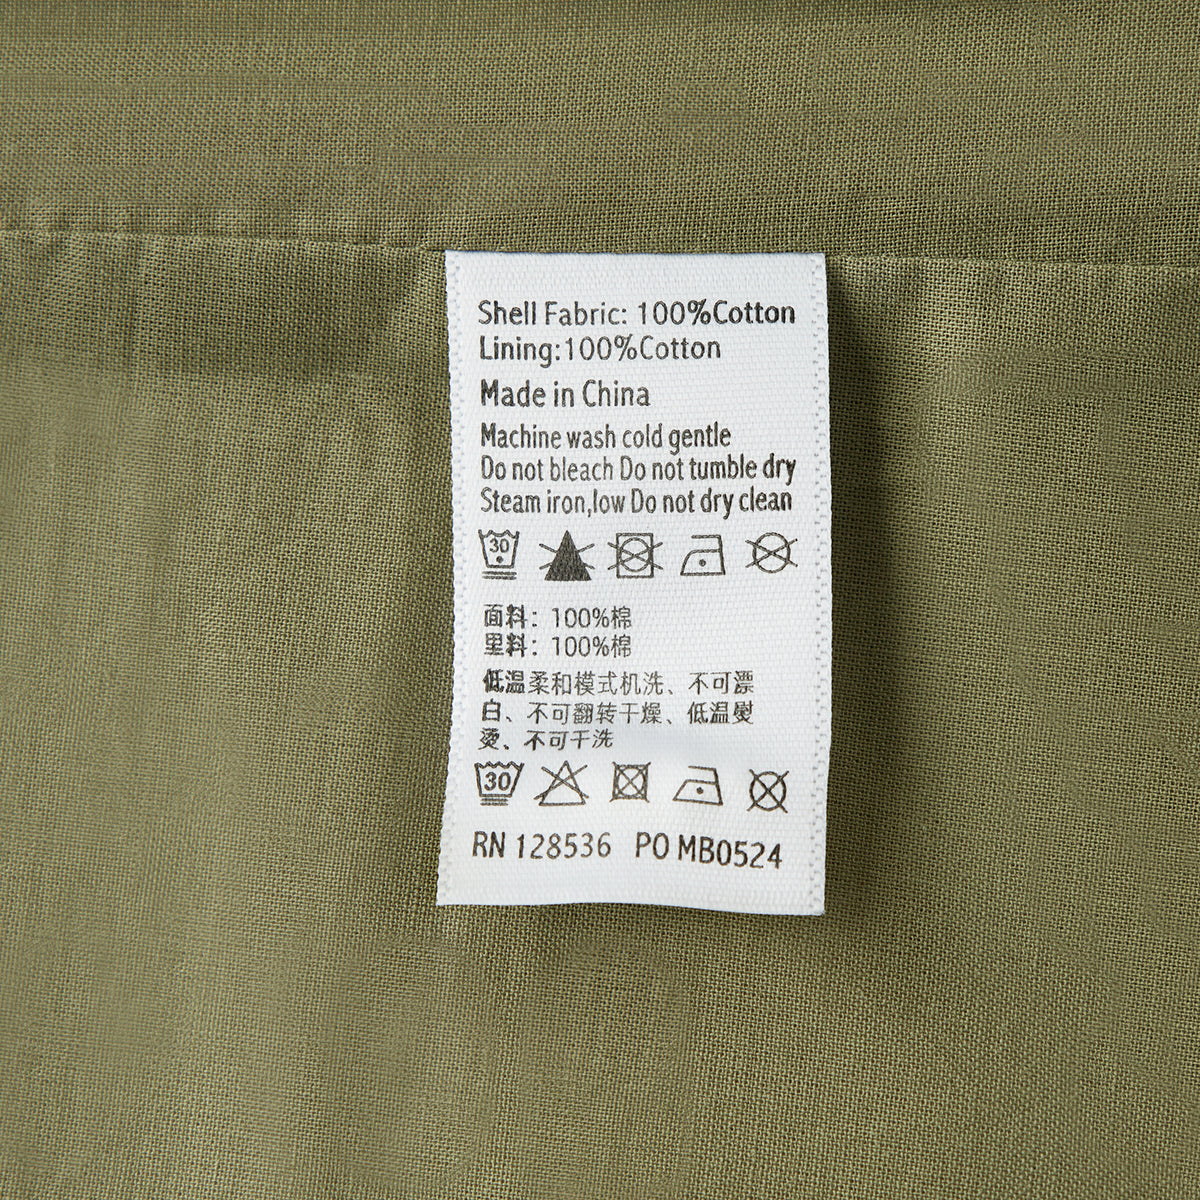 Shell Fabric: 100%Cotton
Lining:100%Cotton
Made in China
Machine wash cold gentle
Do not bleach Do not tumble dry
Steam iron,low Do not dry clean
30
面料：100%棉
里料：100%棉
低温柔和模式机洗、不可漂
白、不可翻转干燥、低温熨
烫、不可干洗
30
RN 128536 PO MB0524